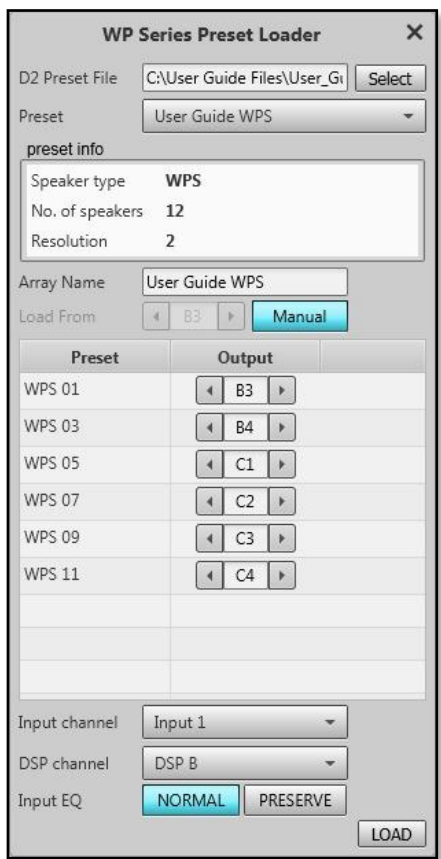 WP Series Preset Loader
D2 Preset File C:\User Guide Files\User_Gu Select
Preset User Guide WPS
preset info
Speaker type WPS
No. of speakers 12
Resolution 2
Array Name User Guide WPS
Load From B3 Manual
Preset Output
WPS 01 B3
WPS 03 B4
WPS 05 C1
WPS 07 C2
WPS 09 C3
WPS 11 C4
Input channel Input 1
DSP channel DSP B
Input EQ NORMAL PRESERVE
LOAD